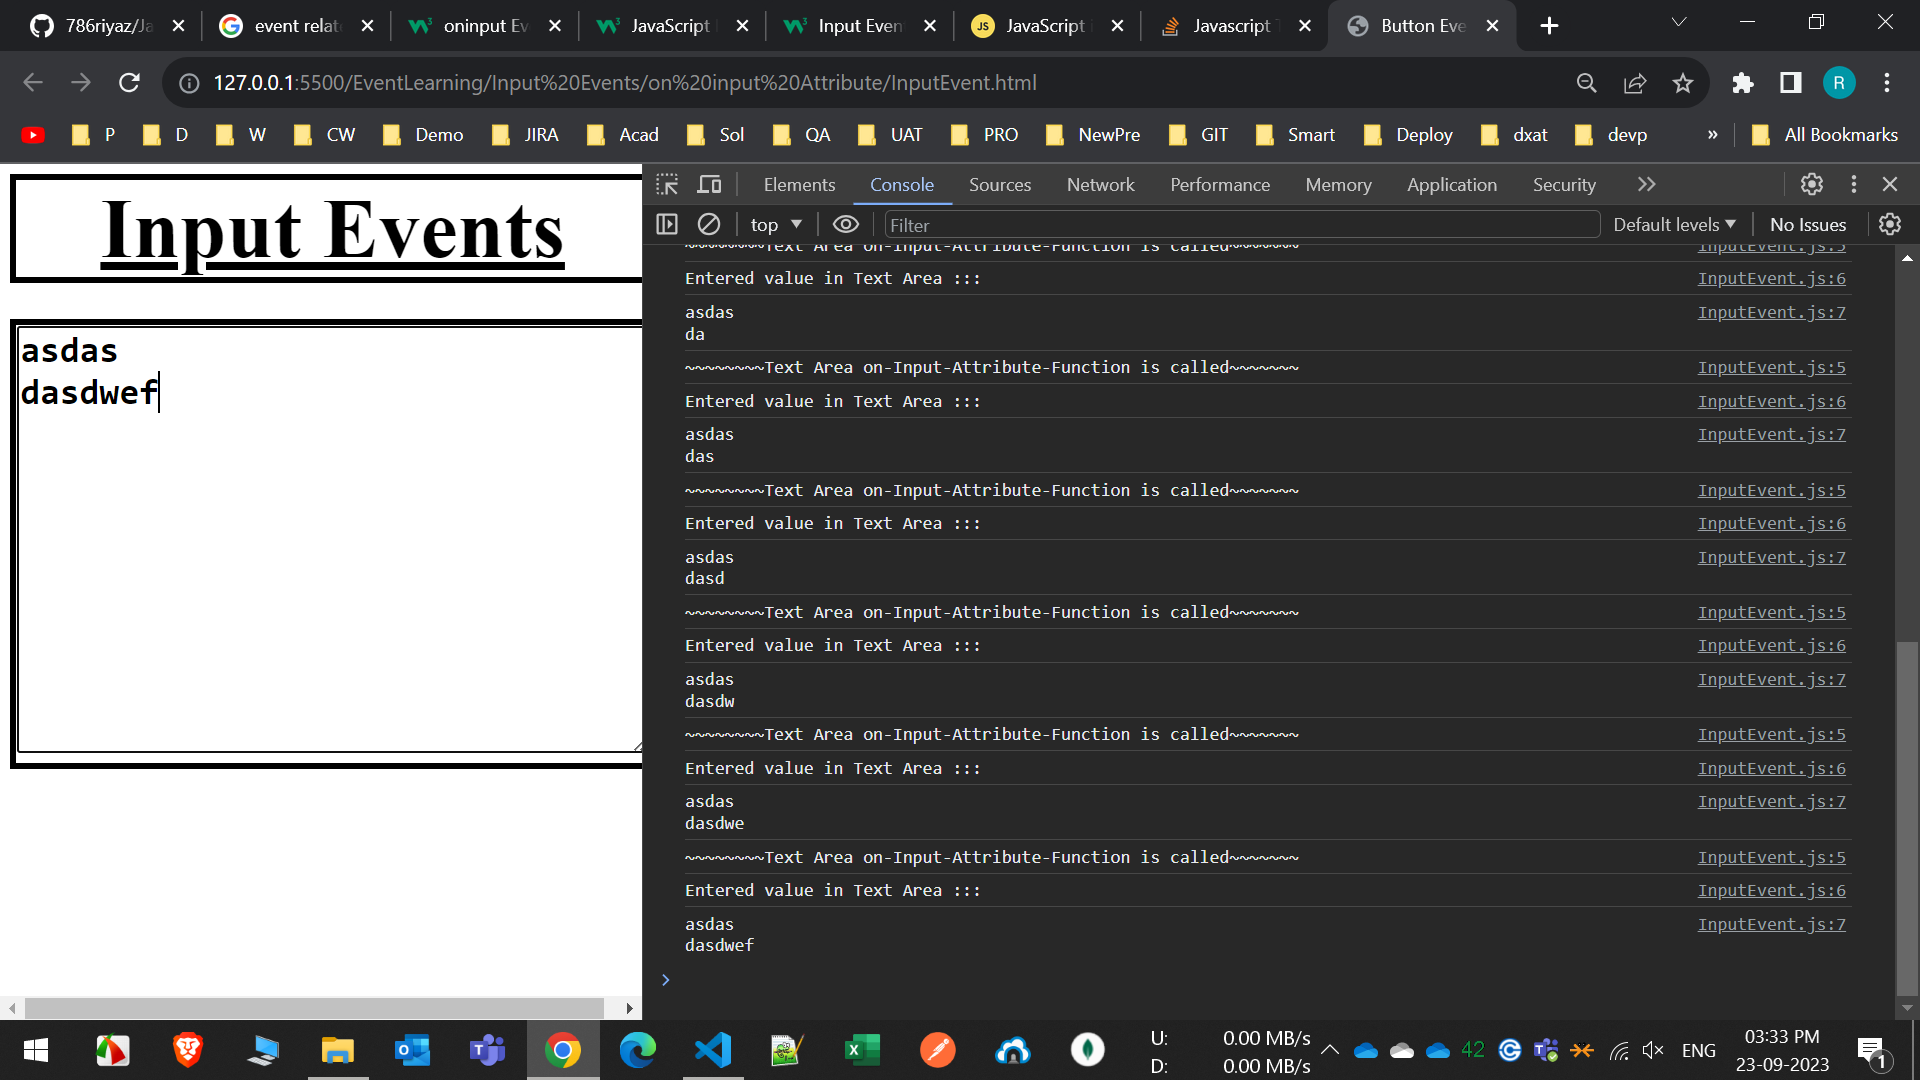 786riyaz/Ja
event relat
oninput Ev
JavaScript
Input Even
JavaScript
Javascript
Button Eve
127.0.0.1:5500/EventLearning/Input%20Events/on%20input%20Attribute/InputEvent.html
R
P
D
W
CW
Demo
JIRA
Acad
Sol
QA
UAT
PRO
NewPre
GIT
Smart
Deploy
dxat
devp
»
All Bookmarks
Input Events
asdas
dasdwef
Elements
Console
Sources
Network
Performance
Memory
Application
Security
top
Filter
Default levels
No Issues
~~~~~~~~Text Area on-Input-Attribute-Function is called~~~~~~~ InputEvent.js:5
Entered value in Text Area ::: InputEvent.js:6
asdas InputEvent.js:7
da
~~~~~~~~Text Area on-Input-Attribute-Function is called~~~~~~~ InputEvent.js:5
Entered value in Text Area ::: InputEvent.js:6
asdas InputEvent.js:7
das
~~~~~~~~Text Area on-Input-Attribute-Function is called~~~~~~~ InputEvent.js:5
Entered value in Text Area ::: InputEvent.js:6
asdas InputEvent.js:7
dasd
~~~~~~~~Text Area on-Input-Attribute-Function is called~~~~~~~ InputEvent.js:5
Entered value in Text Area ::: InputEvent.js:6
asdas InputEvent.js:7
dasdw
~~~~~~~~Text Area on-Input-Attribute-Function is called~~~~~~~ InputEvent.js:5
Entered value in Text Area ::: InputEvent.js:6
asdas InputEvent.js:7
dasdwe
~~~~~~~~Text Area on-Input-Attribute-Function is called~~~~~~~ InputEvent.js:5
Entered value in Text Area ::: InputEvent.js:6
asdas InputEvent.js:7
dasdwef
U: 0.00 MB/s
D: 0.00 MB/s
42
ENG
03:33 PM
23-09-2023
1